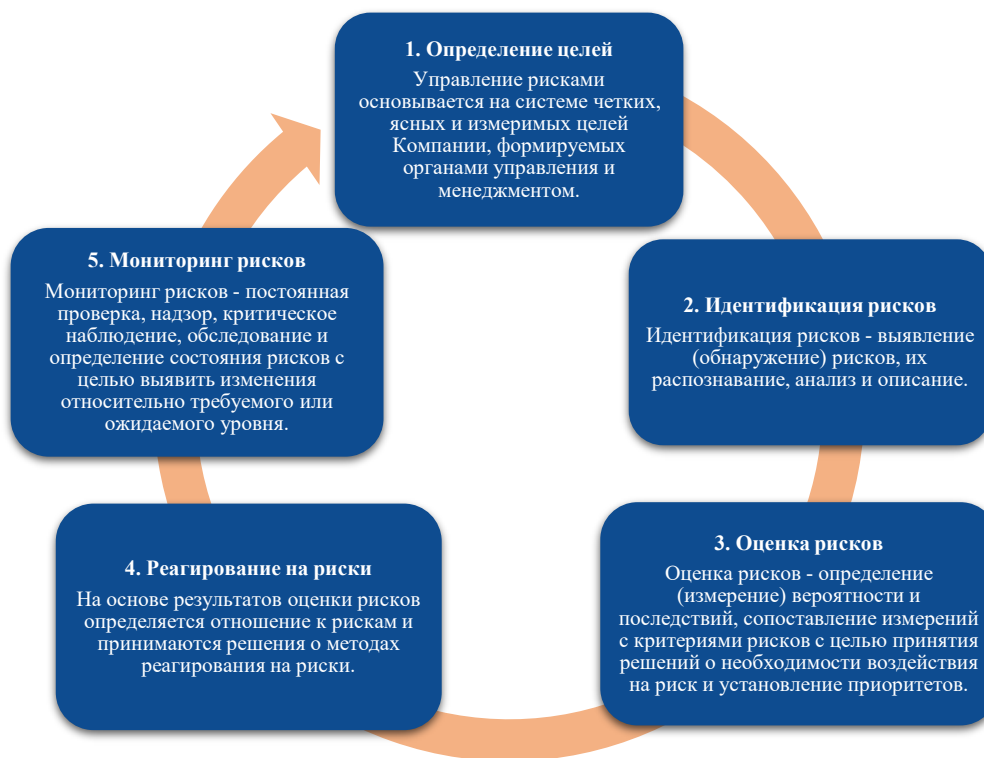 1. Определение целей
Управление рисками
основывается на системе четких,
ясных и измеримых целей
Компании, формируемых
органами управления и
менеджментом.
2. Идентификация рисков
Идентификация рисков - выявление
(обнаружение) рисков, их
распознавание, анализ и описание.
3. Оценка рисков
Оценка рисков - определение
(измерение) вероятности и
последствий, сопоставление измерений
с критериями рисков с целью принятия
решений о необходимости воздействия
на риск и установление приоритетов.
4. Реагирование на риски
На основе результатов оценки рисков
определяется отношение к рискам и
принимаются решения о методах
реагирования на риски.
5. Мониторинг рисков
Мониторинг рисков - постоянная
проверка, надзор, критическое
наблюдение, обследование и
определение состояния рисков с
целью выявить изменения
относительно требуемого или
ожидаемого уровня.